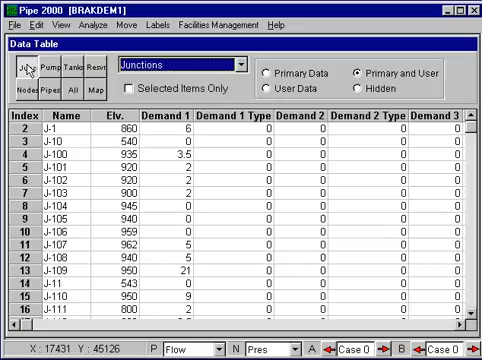 Pipe 2000 [BRAKDEM1]
File Edit View Analyze Move Labels Facilities Management Help
Data Table
Junc Pump Tank Resvr
Nodes Pipes All Map
Junctions
Selected Items Only
Primary Data Primary and User
User Data Hidden
Index Name Elv. Demand 1 Demand 1 Type Demand 2 Demand 2 Type Demand 3
2 J-1 860 6 0 0 0 0
3 J-10 540 0 0 0 0 0
4 J-100 935 3.5 0 0 0 0
5 J-101 920 2 0 0 0 0
6 J-102 920 2 0 0 0 0
7 J-103 900 2 0 0 0 0
8 J-104 945 0 0 0 0 0
9 J-105 940 0 0 0 0 0
10 J-106 959 0 0 0 0 0
11 J-107 962 5 0 0 0 0
12 J-108 940 5 0 0 0 0
13 J-109 950 21 0 0 0 0
14 J-11 543 0 0 0 0 0
15 J-110 950 9 0 0 0 0
16 J-111 800 2 0 0 0 0
X : 17431 Y : 45126 P Flow N Pres A Case 0 B Case 0